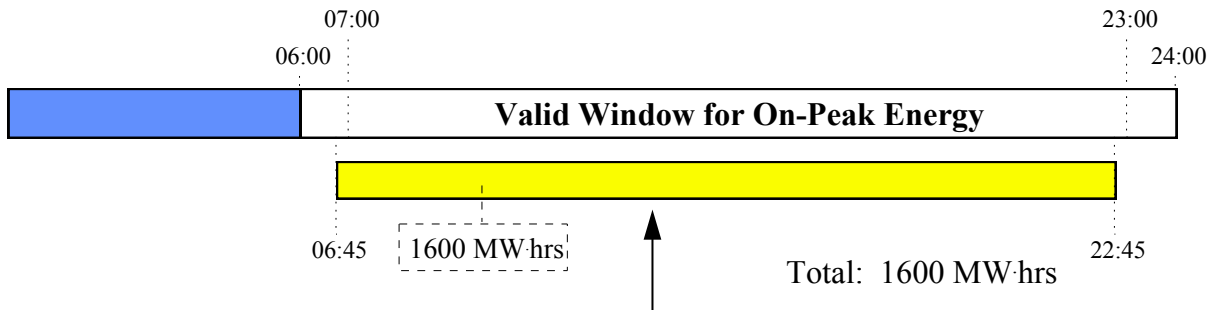 07:00
23:00
06:00
24:00
Valid Window for On-Peak Energy
1600 MW·hrs
06:45
22:45
Total: 1600 MW·hrs